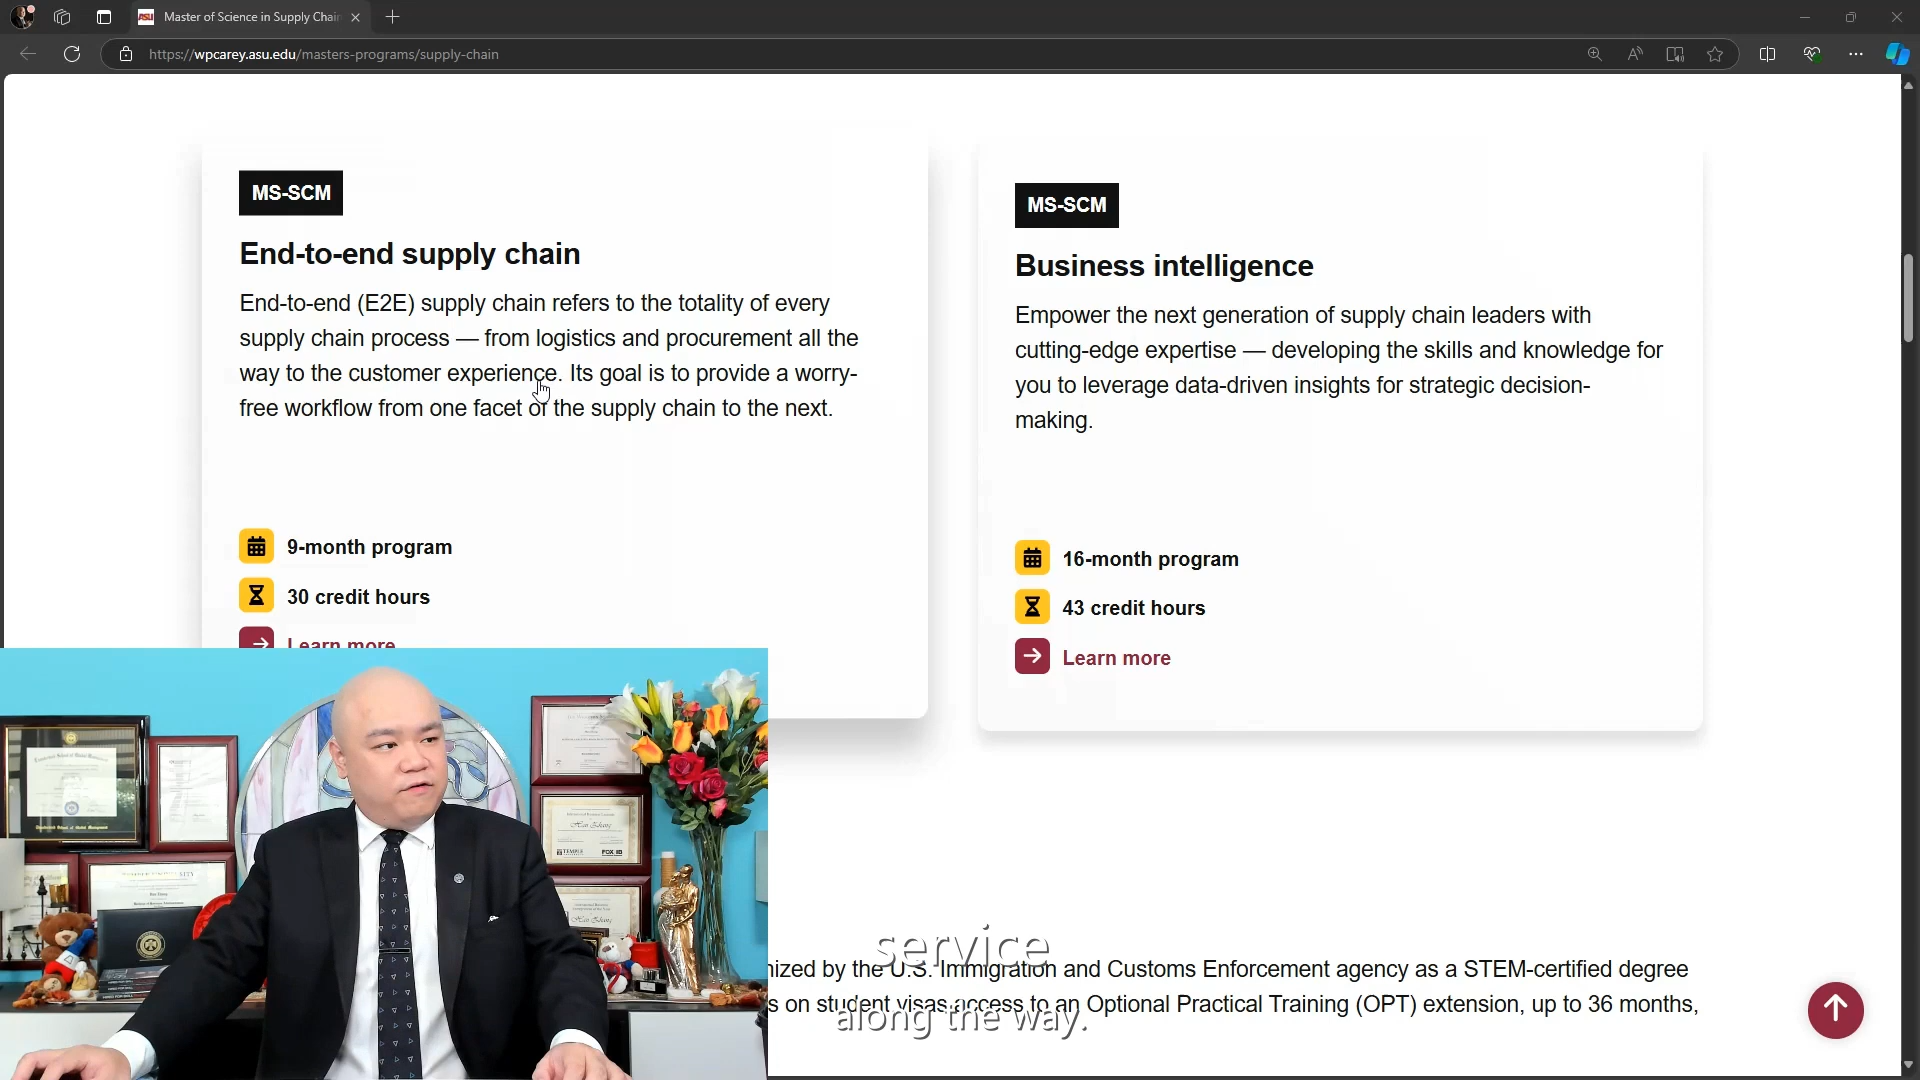 ASU Master of Science in Supply Chain
https://wpcarey.asu.edu/masters-programs/supply-chain
MS-SCM
End-to-end supply chain
End-to-end (E2E) supply chain refers to the totality of every
supply chain process — from logistics and procurement all the
way to the customer experience. Its goal is to provide a worry-
free workflow from one facet of the supply chain to the next.
9-month program
30 credit hours
Learn more
MS-SCM
Business intelligence
Empower the next generation of supply chain leaders with
cutting-edge expertise — developing the skills and knowledge for
you to leverage data-driven insights for strategic decision-
making.
16-month program
43 credit hours
Learn more
nized by the U.S. Immigration and Customs Enforcement agency as a STEM-certified degree
s on student visas access to an Optional Practical Training (OPT) extension, up to 36 months,
service
along the way.
TEMPLE
FOX IB